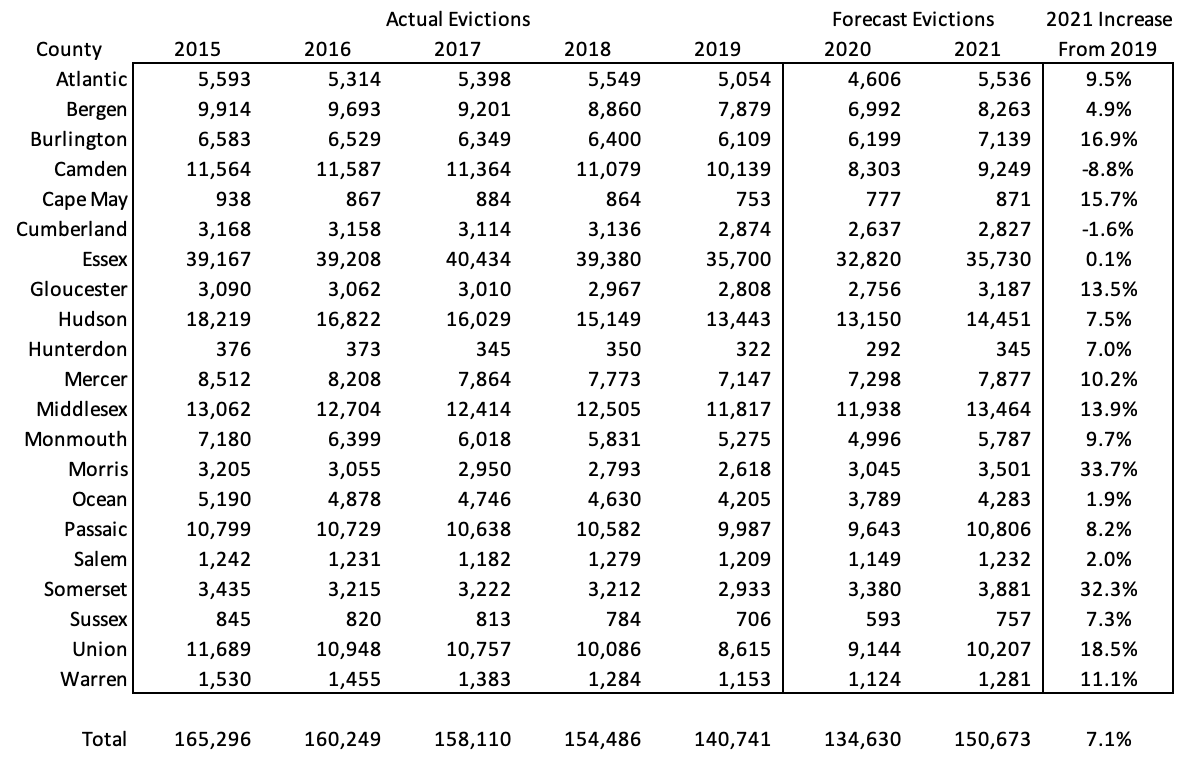 Actual Evictions Forecast Evictions 2021 Increase
County 2015 2016 2017 2018 2019 2020 2021 From 2019
Atlantic 5,593 5,314 5,398 5,549 5,054 4,606 5,536 9.5%
Bergen 9,914 9,693 9,201 8,860 7,879 6,992 8,263 4.9%
Burlington 6,583 6,529 6,349 6,400 6,109 6,199 7,139 16.9%
Camden 11,564 11,587 11,364 11,079 10,139 8,303 9,249 -8.8%
Cape May 938 867 884 864 753 777 871 15.7%
Cumberland 3,168 3,158 3,114 3,136 2,874 2,637 2,827 -1.6%
Essex 39,167 39,208 40,434 39,380 35,700 32,820 35,730 0.1%
Gloucester 3,090 3,062 3,010 2,967 2,808 2,756 3,187 13.5%
Hudson 18,219 16,822 16,029 15,149 13,443 13,150 14,451 7.5%
Hunterdon 376 373 345 350 322 292 345 7.0%
Mercer 8,512 8,208 7,864 7,773 7,147 7,298 7,877 10.2%
Middlesex 13,062 12,704 12,414 12,505 11,817 11,938 13,464 13.9%
Monmouth 7,180 6,399 6,018 5,831 5,275 4,996 5,787 9.7%
Morris 3,205 3,055 2,950 2,793 2,618 3,045 3,501 33.7%
Ocean 5,190 4,878 4,746 4,630 4,205 3,789 4,283 1.9%
Passaic 10,799 10,729 10,638 10,582 9,987 9,643 10,806 8.2%
Salem 1,242 1,231 1,182 1,279 1,209 1,149 1,232 2.0%
Somerset 3,435 3,215 3,222 3,212 2,933 3,380 3,881 32.3%
Sussex 845 820 813 784 706 593 757 7.3%
Union 11,689 10,948 10,757 10,086 8,615 9,144 10,207 18.5%
Warren 1,530 1,455 1,383 1,284 1,153 1,124 1,281 11.1%
Total 165,296 160,249 158,110 154,486 140,741 134,630 150,673 7.1%